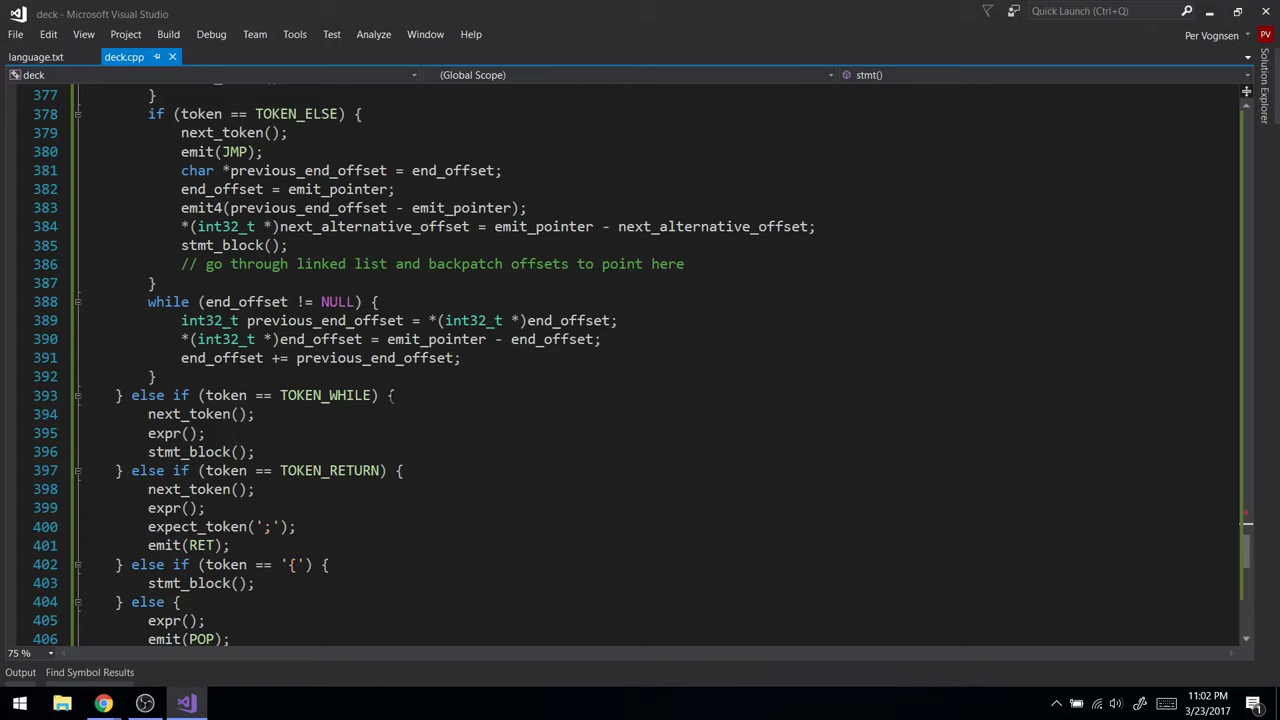 deck - Microsoft Visual Studio
Quick Launch (Ctrl+Q)
File Edit View Project Build Debug Team Tools Test Analyze Window Help
Per Vognsen PV
language.txt deck.cpp
deck (Global Scope) stmt()
Solution Explorer
377 }
378 if (token == TOKEN_ELSE) {
379 next_token();
380 emit(JMP);
381 char *previous_end_offset = end_offset;
382 end_offset = emit_pointer;
383 emit4(previous_end_offset - emit_pointer);
384 *(int32_t *)next_alternative_offset = emit_pointer - next_alternative_offset;
385 stmt_block();
386 // go through linked list and backpatch offsets to point here
387 }
388 while (end_offset != NULL) {
389 int32_t previous_end_offset = *(int32_t *)end_offset;
390 *(int32_t *)end_offset = emit_pointer - end_offset;
391 end_offset += previous_end_offset;
392 }
393 } else if (token == TOKEN_WHILE) {
394 next_token();
395 expr();
396 stmt_block();
397 } else if (token == TOKEN_RETURN) {
398 next_token();
399 expr();
400 expect_token(';');
401 emit(RET);
402 } else if (token == '{') {
403 stmt_block();
404 } else {
405 expr();
406 emit(POP);
75 %
Output Find Symbol Results
11:02 PM
3/23/2017
1